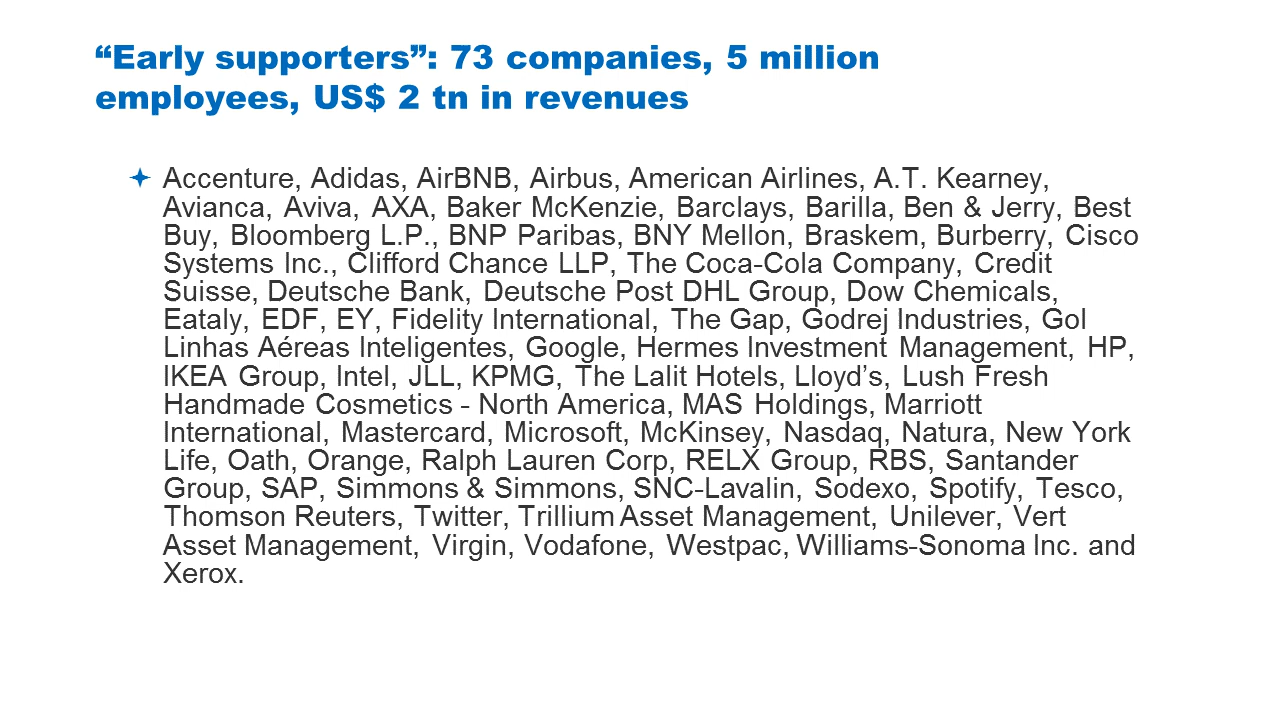 “Early supporters”: 73 companies, 5 million
employees, US$ 2 tn in revenues
Accenture, Adidas, AirBNB, Airbus, American Airlines, A.T. Kearney,
Avianca, Aviva, AXA, Baker McKenzie, Barclays, Barilla, Ben & Jerry, Best
Buy, Bloomberg L.P., BNP Paribas, BNY Mellon, Braskem, Burberry, Cisco
Systems Inc., Clifford Chance LLP, The Coca-Cola Company, Credit
Suisse, Deutsche Bank, Deutsche Post DHL Group, Dow Chemicals,
Eataly, EDF, EY, Fidelity International, The Gap, Godrej Industries, Gol
Linhas Aéreas Inteligentes, Google, Hermes Investment Management, HP,
IKEA Group, Intel, JLL, KPMG, The Lalit Hotels, Lloyd’s, Lush Fresh
Handmade Cosmetics - North America, MAS Holdings, Marriott
International, Mastercard, Microsoft, McKinsey, Nasdaq, Natura, New York
Life, Oath, Orange, Ralph Lauren Corp, RELX Group, RBS, Santander
Group, SAP, Simmons & Simmons, SNC-Lavalin, Sodexo, Spotify, Tesco,
Thomson Reuters, Twitter, Trillium Asset Management, Unilever, Vert
Asset Management, Virgin, Vodafone, Westpac, Williams-Sonoma Inc. and
Xerox.